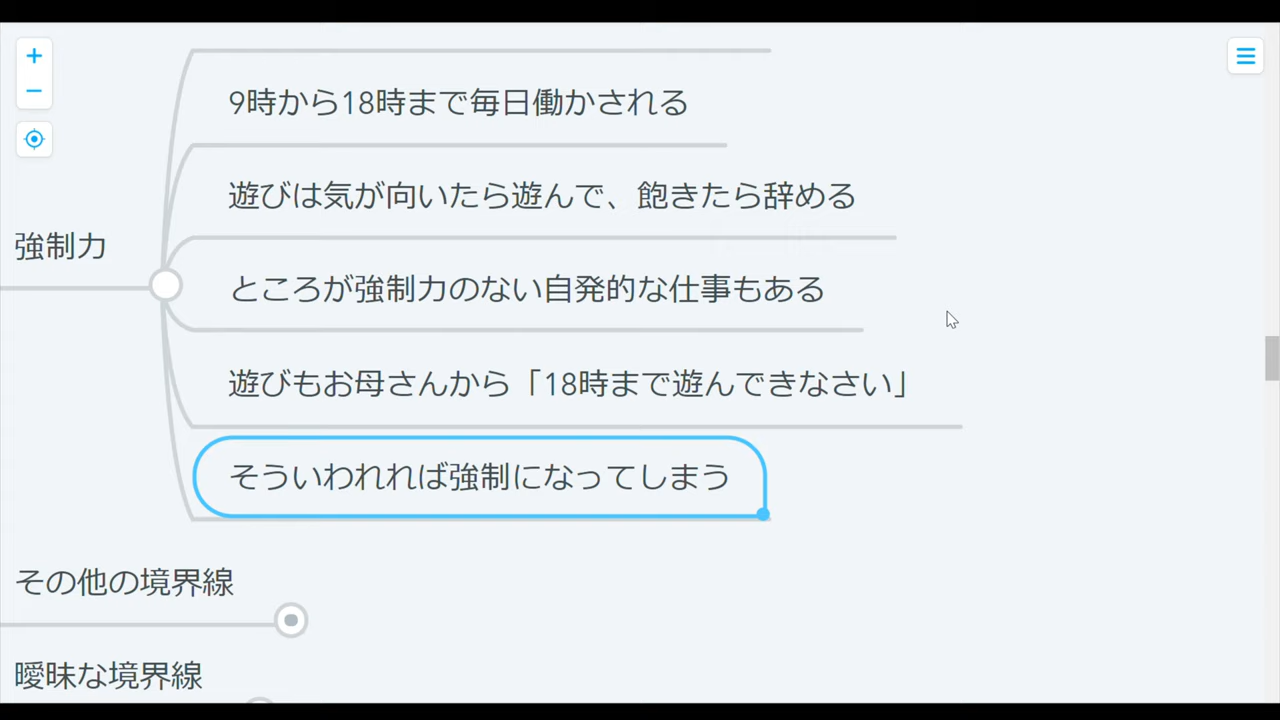 9時から18時まで毎日働かされる
遊びは気が向いたら遊んで、飽きたら辞める
強制力
ところが強制力のない自発的な仕事もある
遊びもお母さんから「18時まで遊んできなさい」
そういわれれば強制になってしまう
その他の境界線
曖昧な境界線